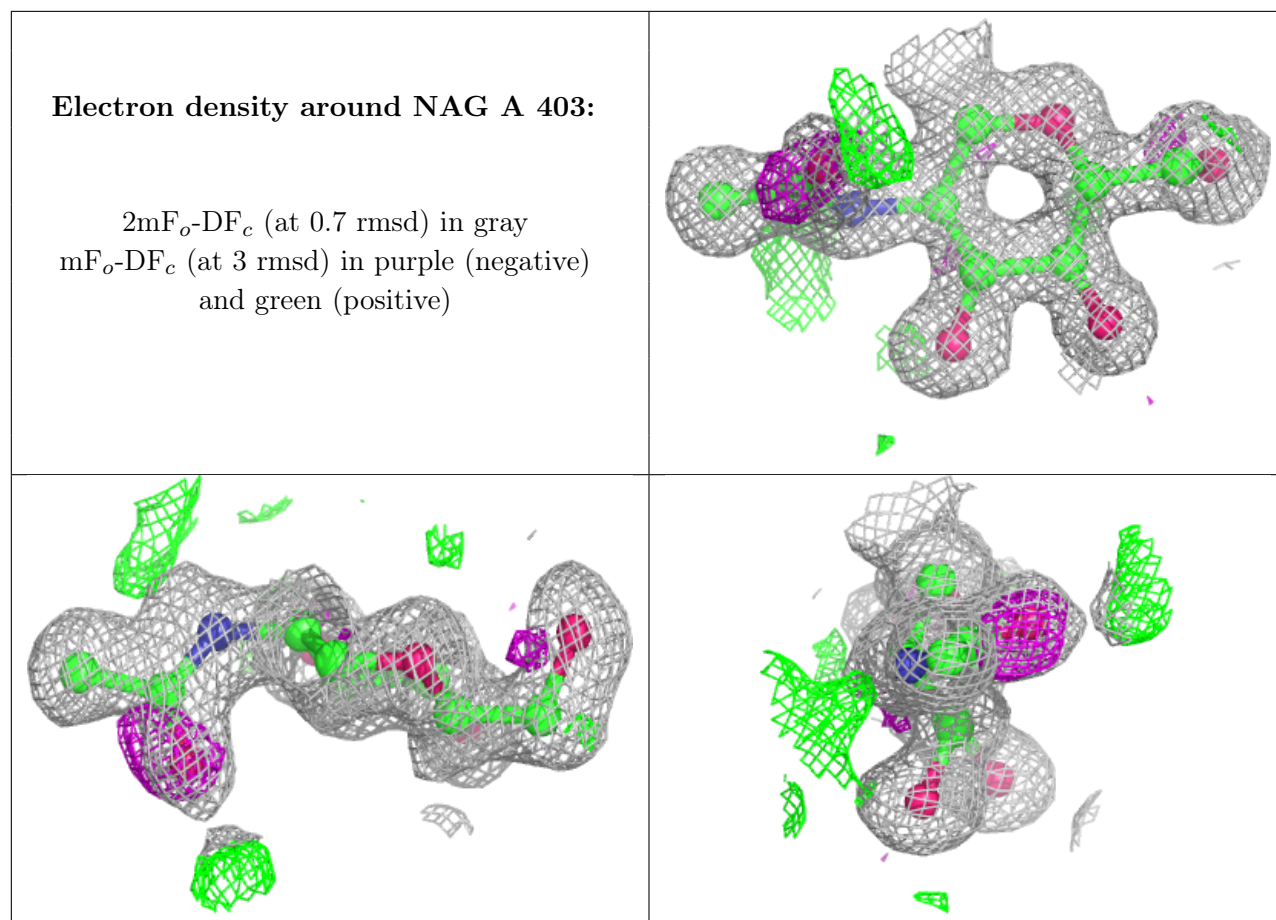 Electron density around NAG A 403:
2mFo-DFc (at 0.7 rmsd) in gray
mFo-DFc (at 3 rmsd) in purple (negative)
and green (positive)